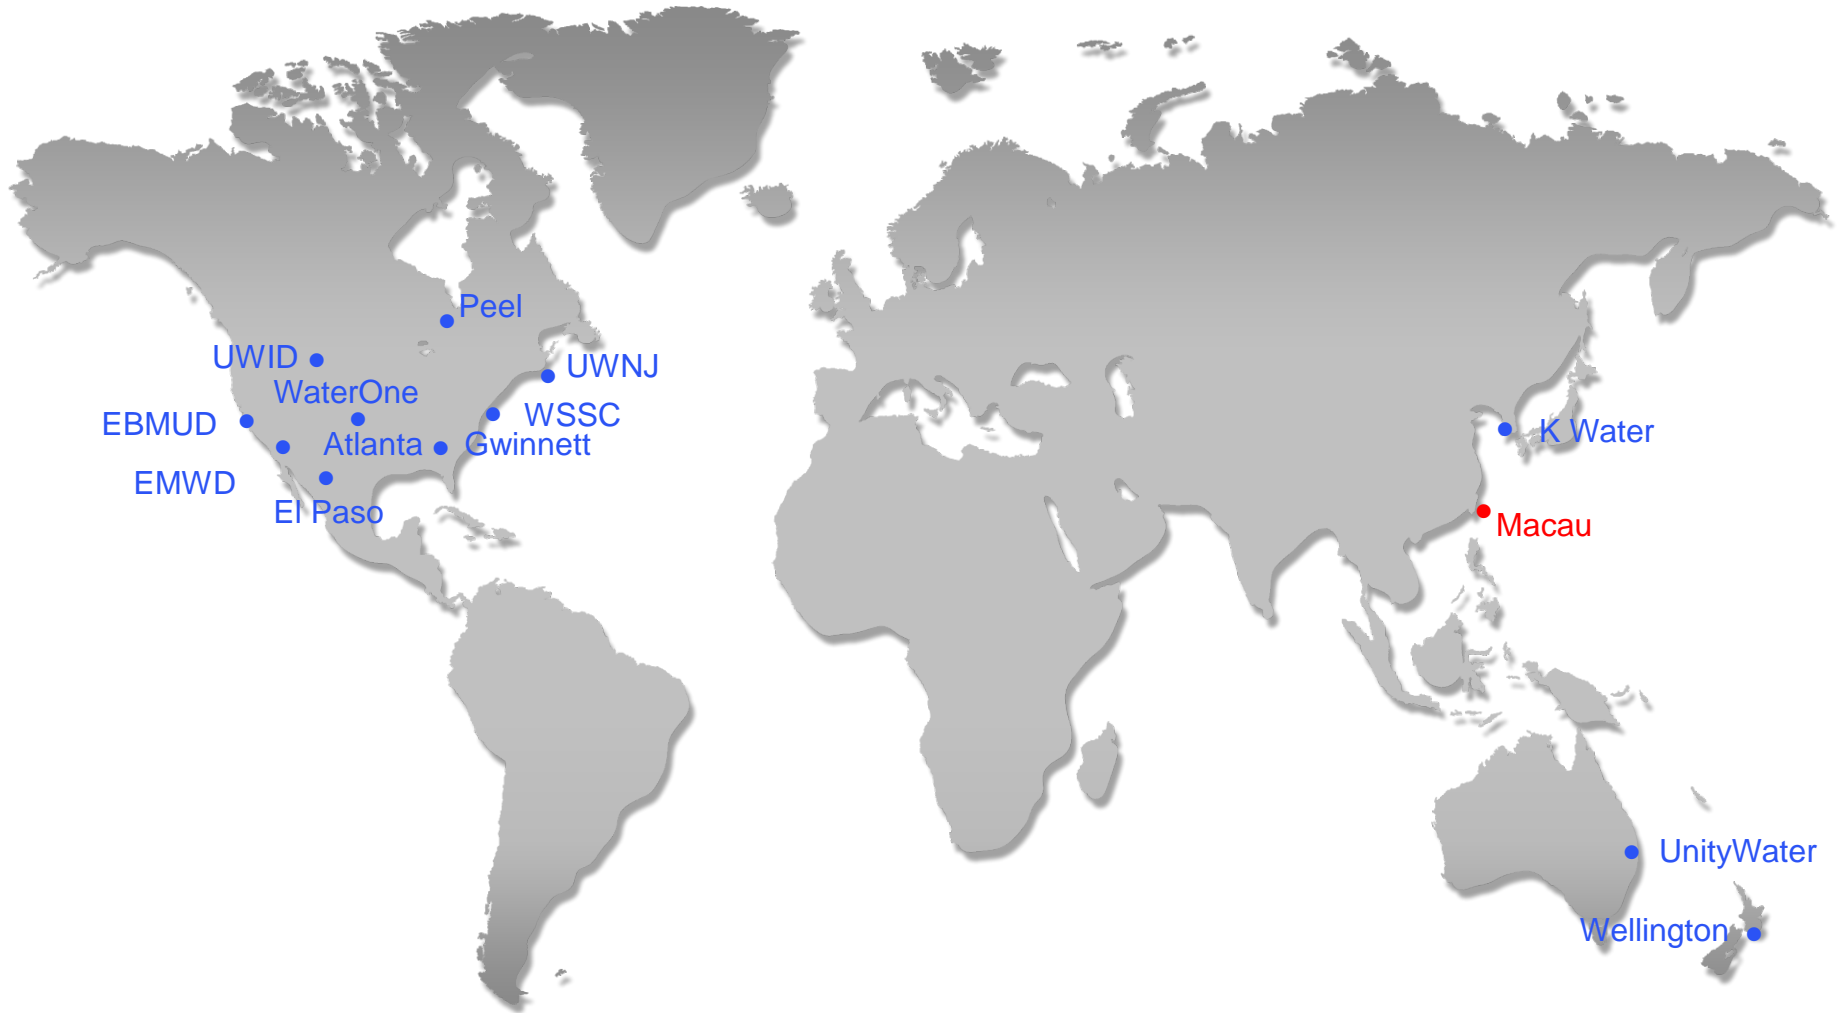 Peel
UWID
UWNJ
WaterOne
EBMUD
WSSC
Atlanta
Gwinnett
K Water
EMWD
El Paso
Macau
UnityWater
Wellington